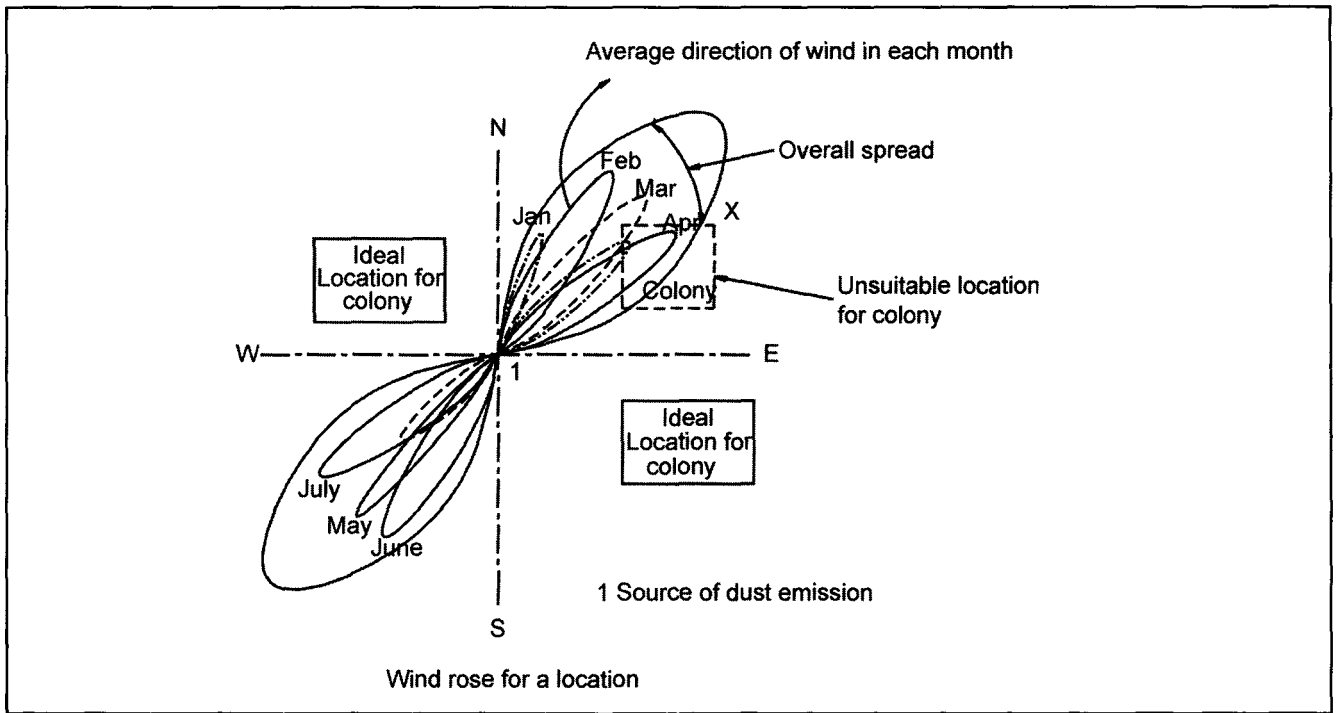 Average direction of wind in each month
N
Overall spread
Feb
Mar
Jan
Apr
X
Ideal
Location for
colony
Colony
Unsuitable location
for colony
W
E
1
Ideal
Location for
colony
July
May
June
1 Source of dust emission
S
Wind rose for a location